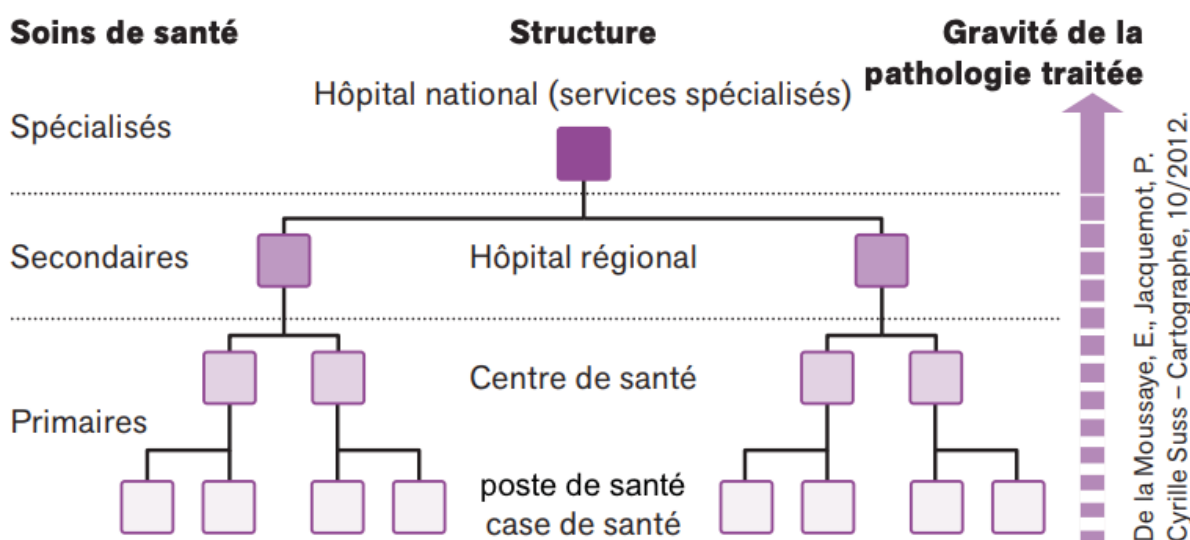 Soins de santé
Structure
Gravité de la
pathologie traitée
Hôpital national (services spécialisés)
Spécialisés
Secondaires
Hôpital régional
Centre de santé
Primaires
poste de santé
case de santé
De la Moussaye, E., Jacquemot, P.
Cyrille Suss – Cartographe, 10/2012.